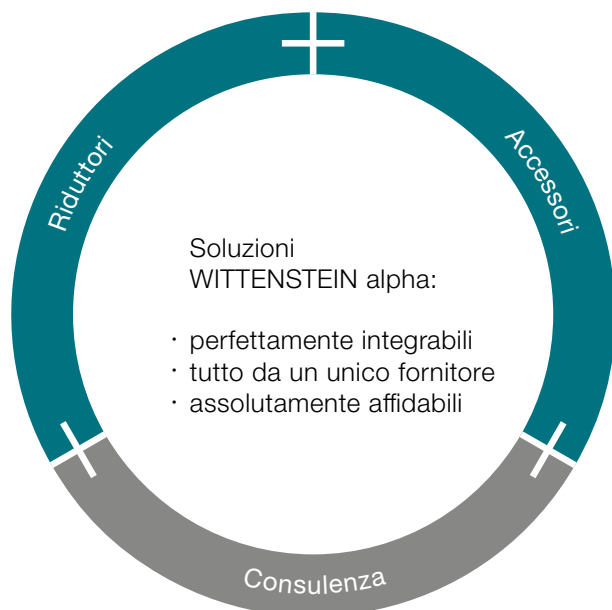 Riduttori
Accessori
Soluzioni
WITTENSTEIN alpha:
· perfettamente integrabili
· tutto da un unico fornitore
· assolutamente affidabili
Consulenza